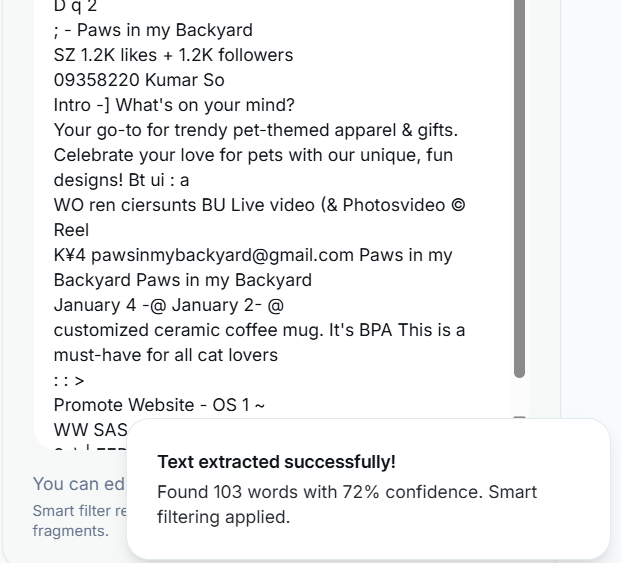 D q 2
; - Paws in my Backyard
SZ 1.2K likes + 1.2K followers
09358220 Kumar So
Intro -] What's on your mind?
Your go-to for trendy pet-themed apparel & gifts.
Celebrate your love for pets with our unique, fun
designs! Bt ui : a
WO ren ciersunts BU Live video (& Photosvideo ©
Reel
K¥4 pawsinmybackyard@gmail.com Paws in my
Backyard Paws in my Backyard
January 4 -@ January 2- @
customized ceramic coffee mug. It's BPA This is a
must-have for all cat lovers
: : >
Promote Website - OS 1 ~
WW SAS
Text extracted successfully!
Found 103 words with 72% confidence. Smart
filtering applied.
You can ed
Smart filter re
fragments.